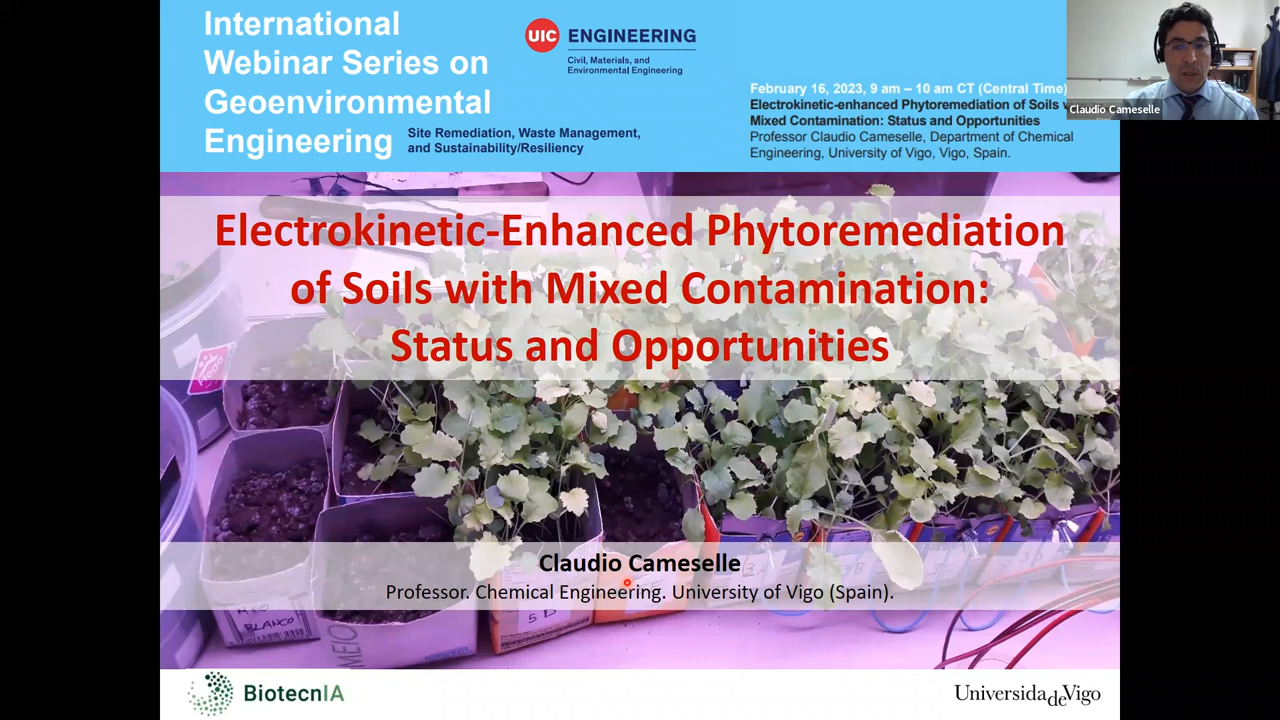 International
Webinar Series on
Geoenvironmental
Engineering
Site Remediation, Waste Management,
and Sustainability/Resiliency
UIC ENGINEERING
Civil, Materials, and
Environmental Engineering
February 16, 2023, 9 am – 10 am CT (Central Time)
Electrokinetic-enhanced Phytoremediation of Soils
Mixed Contamination: Status and Opportunities
Professor Claudio Cameselle, Department of Chemical
Engineering, University of Vigo, Vigo, Spain.
Claudio Cameselle
Electrokinetic-Enhanced Phytoremediation
of Soils with Mixed Contamination:
Status and Opportunities
BLANCO
Claudio Cameselle
Professor. Chemical Engineering. University of Vigo (Spain).
BiotecnIA
UniversidadeVigo